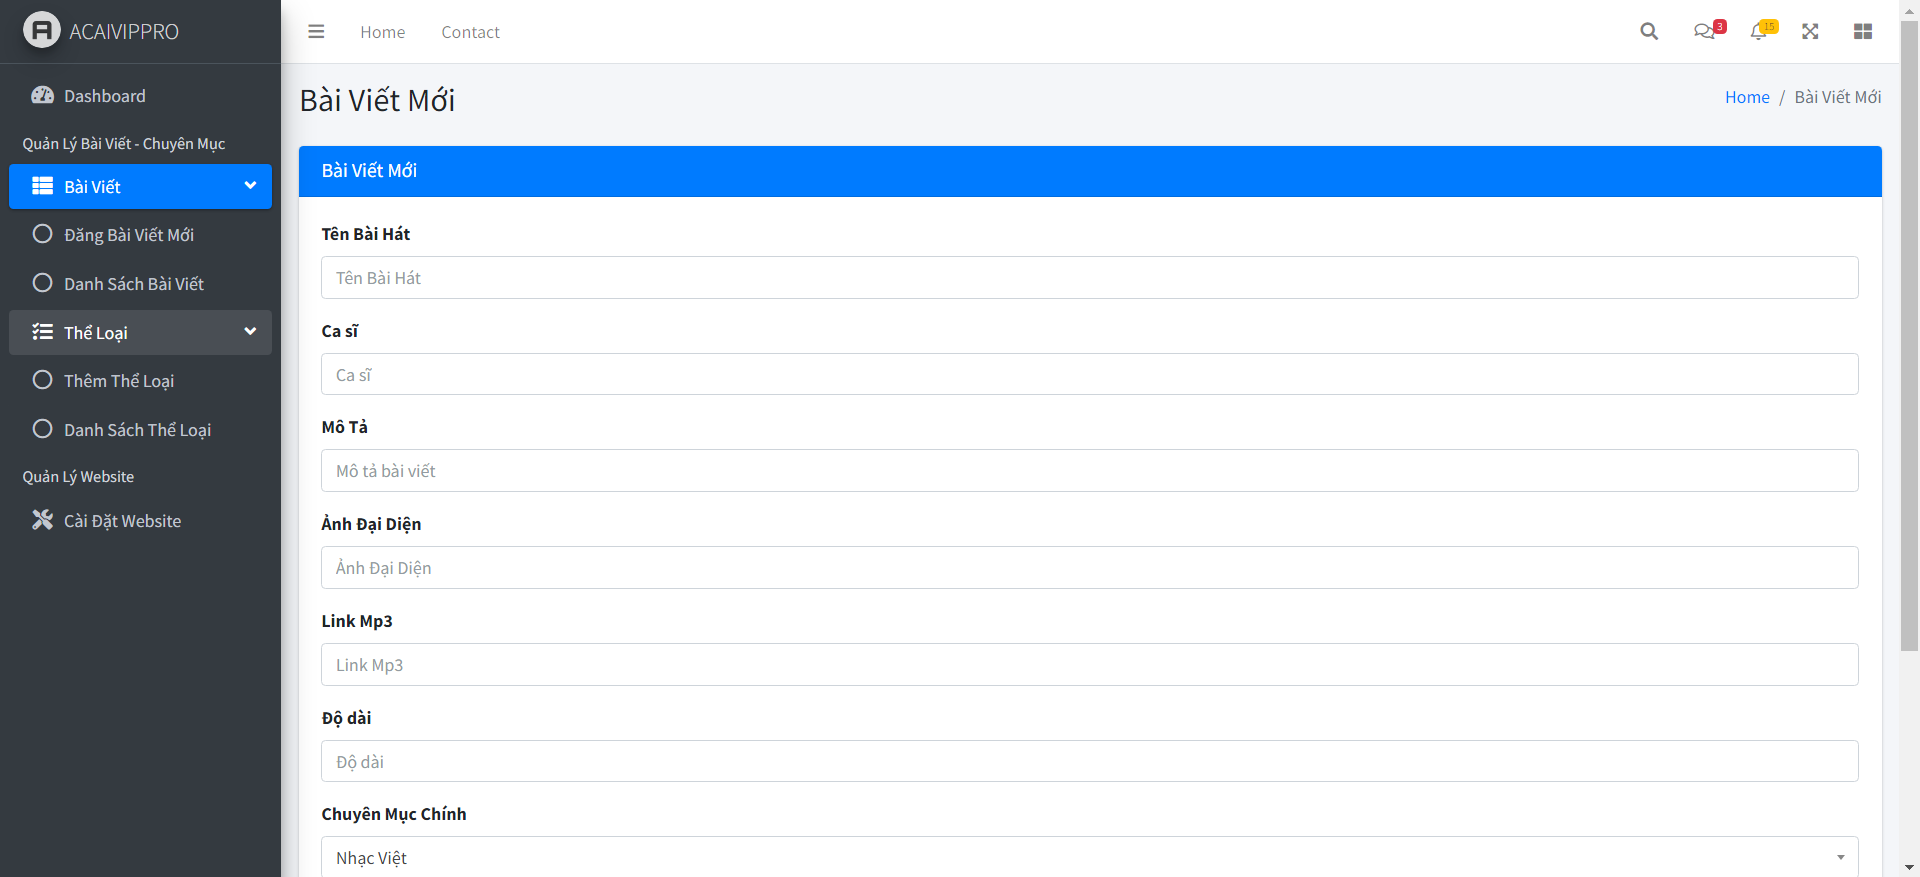 ACAIVIPPRO
Home
Contact
3
15
Dashboard
Quản Lý Bài Viết - Chuyên Mục
Bài Viết
Đăng Bài Viết Mới
Danh Sách Bài Viết
Thể Loại
Thêm Thể Loại
Danh Sách Thể Loại
Quản Lý Website
Cài Đặt Website
Bài Viết Mới
Home / Bài Viết Mới
Bài Viết Mới
Tên Bài Hát
Tên Bài Hát
Ca sĩ
Ca sĩ
Mô Tả
Mô tả bài viết
Ảnh Đại Diện
Ảnh Đại Diện
Link Mp3
Link Mp3
Độ dài
Độ dài
Chuyên Mục Chính
Nhạc Việt